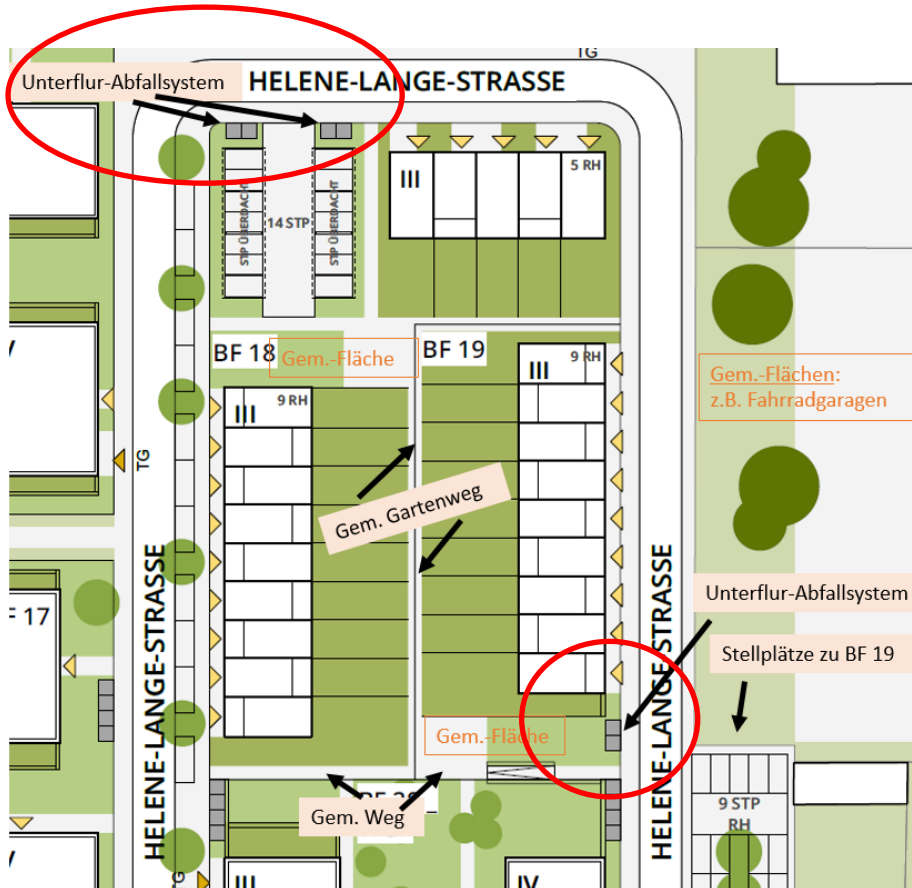 TG
Unterflur-Abfallsystem
HELENE-LANGE-STRASSE
III
5 RH
STP ÜBERDACHT
14 STP
STP ÜBERDACHT
BF 18
Gem.-Fläche
BF 19
III
9 RH
III
9 RH
Gem.-Flächen:
z.B. Fahrradgaragen
TG
Gem. Gartenweg
HELENE-LANGE-STRASSE
HELENE-LANGE-STRASSE
F 17
Unterflur-Abfallsystem
Stellplätze zu BF 19
Gem.-Fläche
Gem. Weg
9 STP
RH
TG
III
IV